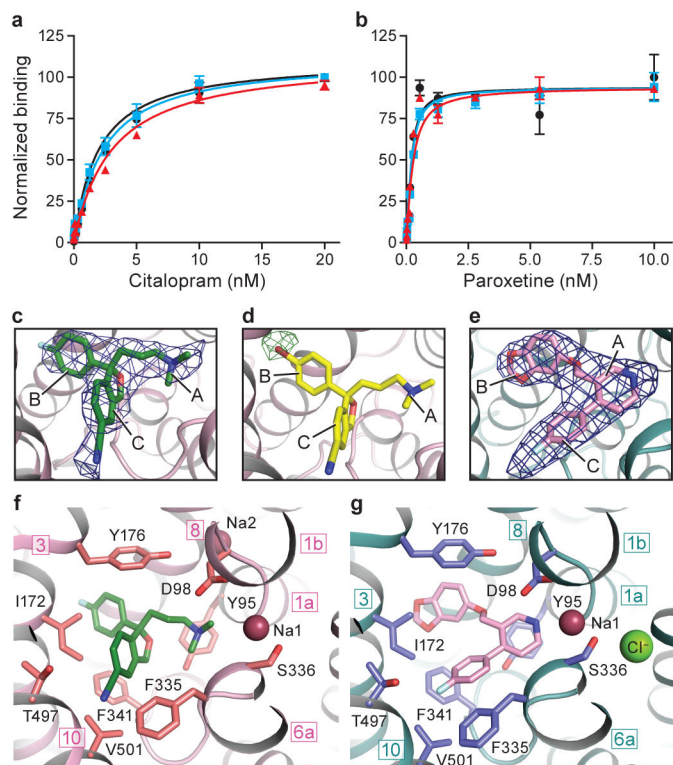 a
b
Normalized binding
125
100
75
50
25
0
0
5
10
15
20
Citalopram (nM)
125
100
75
50
25
0
0.0
2.5
5.0
7.5
10.0
Paroxetine (nM)
c
B
A
C
d
B
A
C
e
A
B
C
f
Y176
8
Na2
1b
3
D98
Y95
1a
I172
Na1
S336
T497
F341
F335
10
V501
6a
g
Y176
8
1b
D98
3
Y95
1a
Na1
I172
S336
Cl⁻
T497
F341
F335
10
V501
6a